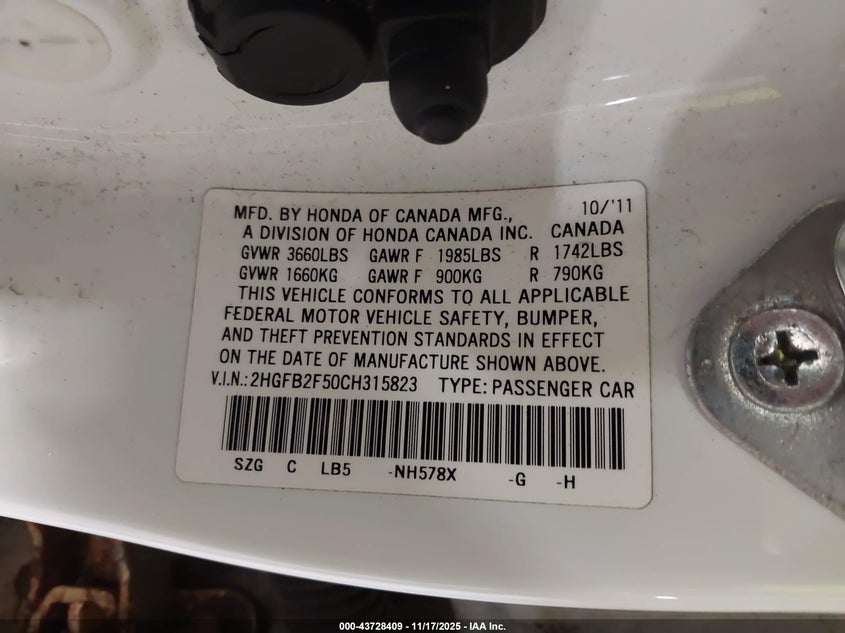 MFD. BY HONDA OF CANADA MFG., 10/'11
A DIVISION OF HONDA CANADA INC. CANADA
GVWR 3660LBS GAWR F 1985LBS R 1742LBS
GVWR 1660KG GAWR F 900KG R 790KG
THIS VEHICLE CONFORMS TO ALL APPLICABLE
FEDERAL MOTOR VEHICLE SAFETY, BUMPER,
AND THEFT PREVENTION STANDARDS IN EFFECT
ON THE DATE OF MANUFACTURE SHOWN ABOVE.
V.I.N.: 2HGFB2F50CH315823 TYPE: PASSENGER CAR
SZG C LB5 -NH578X -G -H
000-43728409 - 11/17/2025 - IAA Inc.